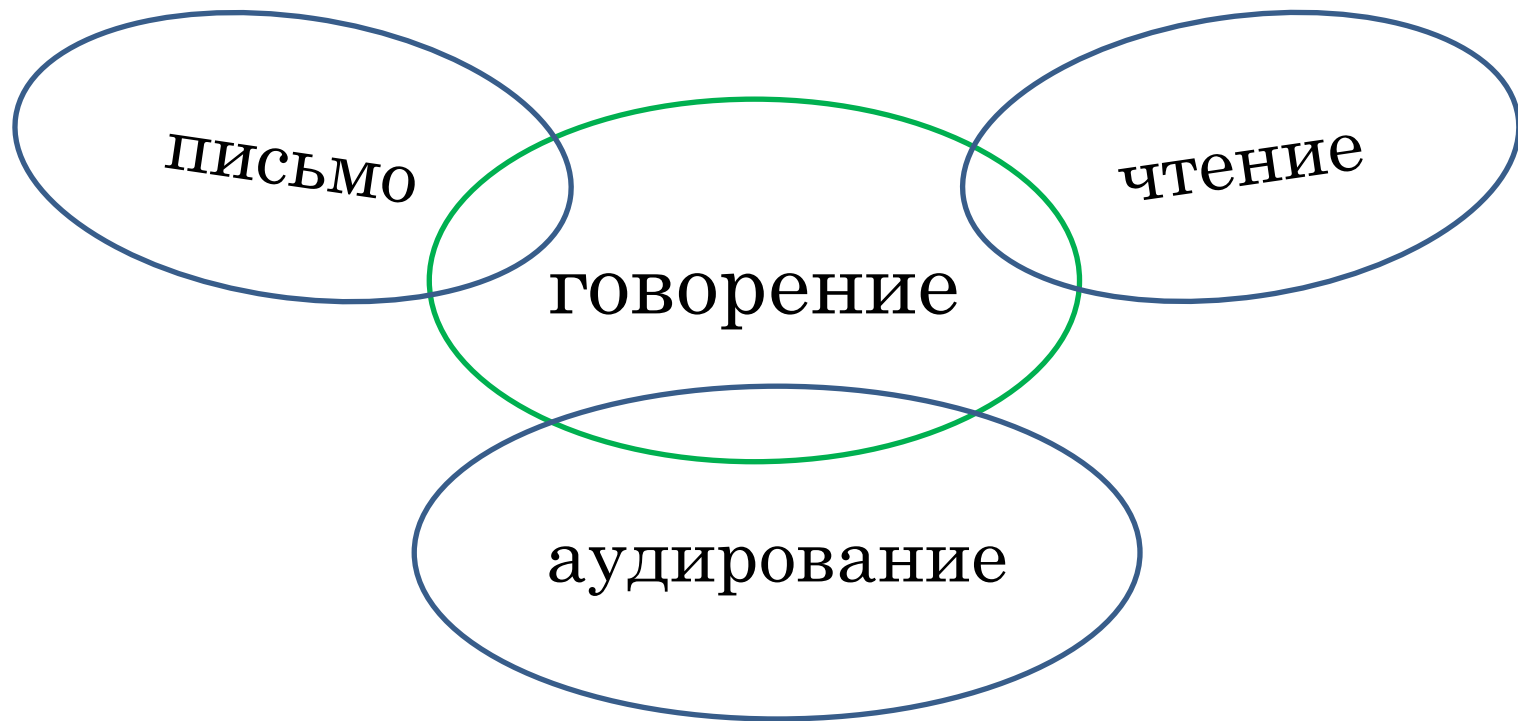 письмо
чтение
говорение
аудирование